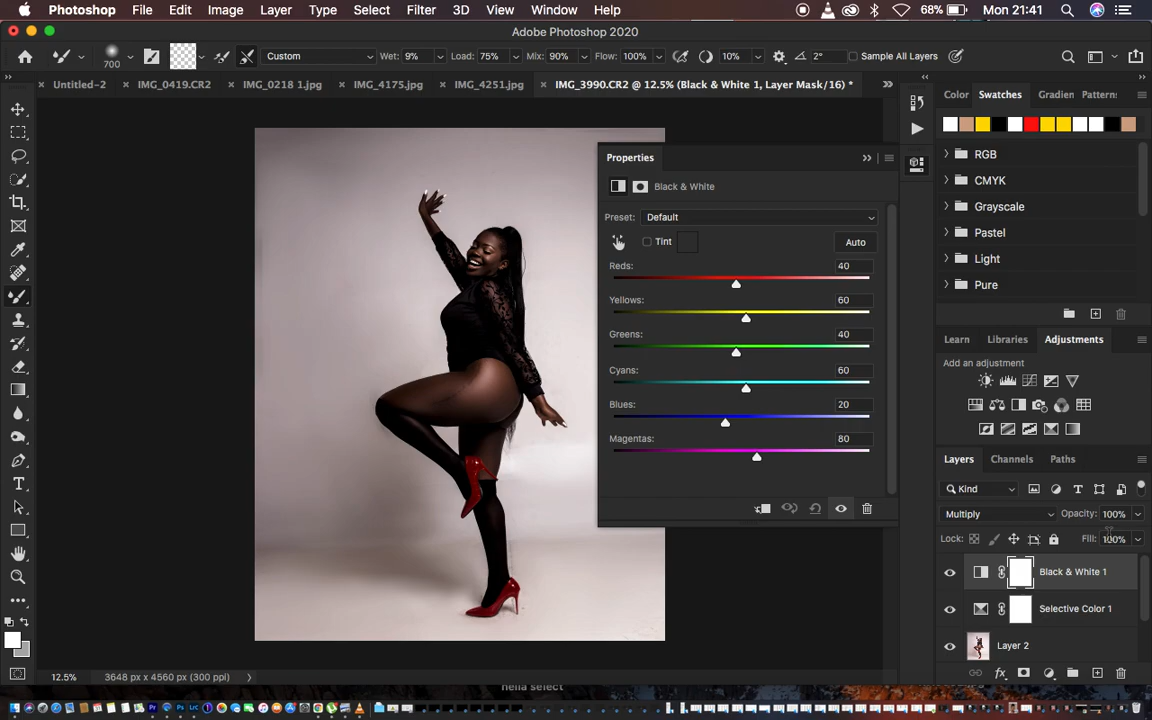 Photoshop File Edit Image Layer Type Select Filter 3D View Window Help 68% Mon 21:41
Adobe Photoshop 2020
700 Custom Wet: 9% Load: 75% Mix: 90% Flow: 100% 10% 2° Sample All Layers
Untitled-2 IMG_0419.CR2 IMG_0218 1.jpg IMG_4175.jpg IMG_4251.jpg IMG_3990.CR2 @ 12.5% (Black & White 1, Layer Mask/16) *
Color Swatches Gradien Patterns
Properties
Black & White
Preset: Default
Tint Auto
Reds: 40
Yellows: 60
Greens: 40
Cyans: 60
Blues: 20
Magentas: 80
RGB
CMYK
Grayscale
Pastel
Light
Pure
Learn Libraries Adjustments
Add an adjustment
Layers Channels Paths
Kind
Multiply Opacity: 100%
Lock: Fill: 100%
Black & White 1
Selective Color 1
Layer 2
12.5% 3648 px x 4560 px (300 ppi)
hella select